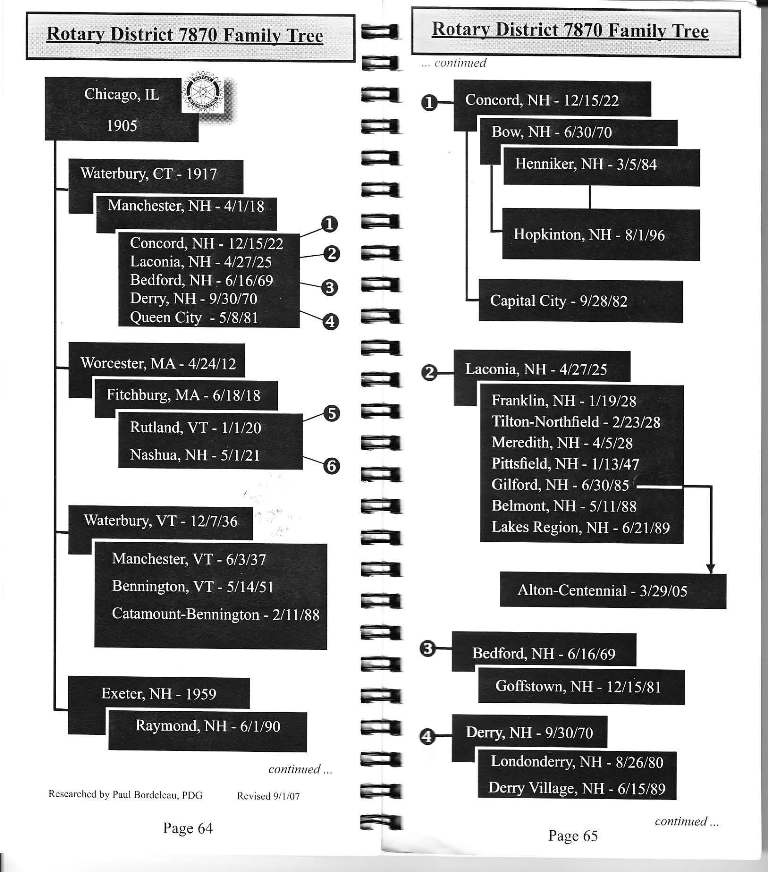 Rotary District 7870 Family Tree
Chicago, IL
1905
Waterbury, CT - 1917
Manchester, NH - 4/1/18
Concord, NH - 12/15/22
Laconia, NH - 4/27/25
Bedford, NH - 6/16/69
Derry, NH - 9/30/70
Queen City - 5/8/81
1
2
3
4
Worcester, MA - 4/24/12
Fitchburg, MA - 6/18/18
Rutland, VT - 1/1/20
Nashua, NH - 5/1/21
5
6
Waterbury, VT - 12/7/36
Manchester, VT - 6/3/37
Bennington, VT - 5/14/51
Catamount-Bennington - 2/11/88
Exeter, NH - 1959
Raymond, NH - 6/1/90
continued ...
Researched by Paul Bordeleau, PDG Revised 9/1/07
Page 64
Rotary District 7870 Family Tree
... continued
1 Concord, NH - 12/15/22
Bow, NH - 6/30/70
Henniker, NH - 3/5/84
Hopkinton, NH - 8/1/96
Capital City - 9/28/82
2 Laconia, NH - 4/27/25
Franklin, NH - 1/19/28
Tilton-Northfield - 2/23/28
Meredith, NH - 4/5/28
Pittsfield, NH - 1/13/47
Gilford, NH - 6/30/85
Belmont, NH - 5/11/88
Lakes Region, NH - 6/21/89
Alton-Centennial - 3/29/05
3 Bedford, NH - 6/16/69
Goffstown, NH - 12/15/81
4 Derry, NH - 9/30/70
Londonderry, NH - 8/26/80
Derry Village, NH - 6/15/89
continued ...
Page 65